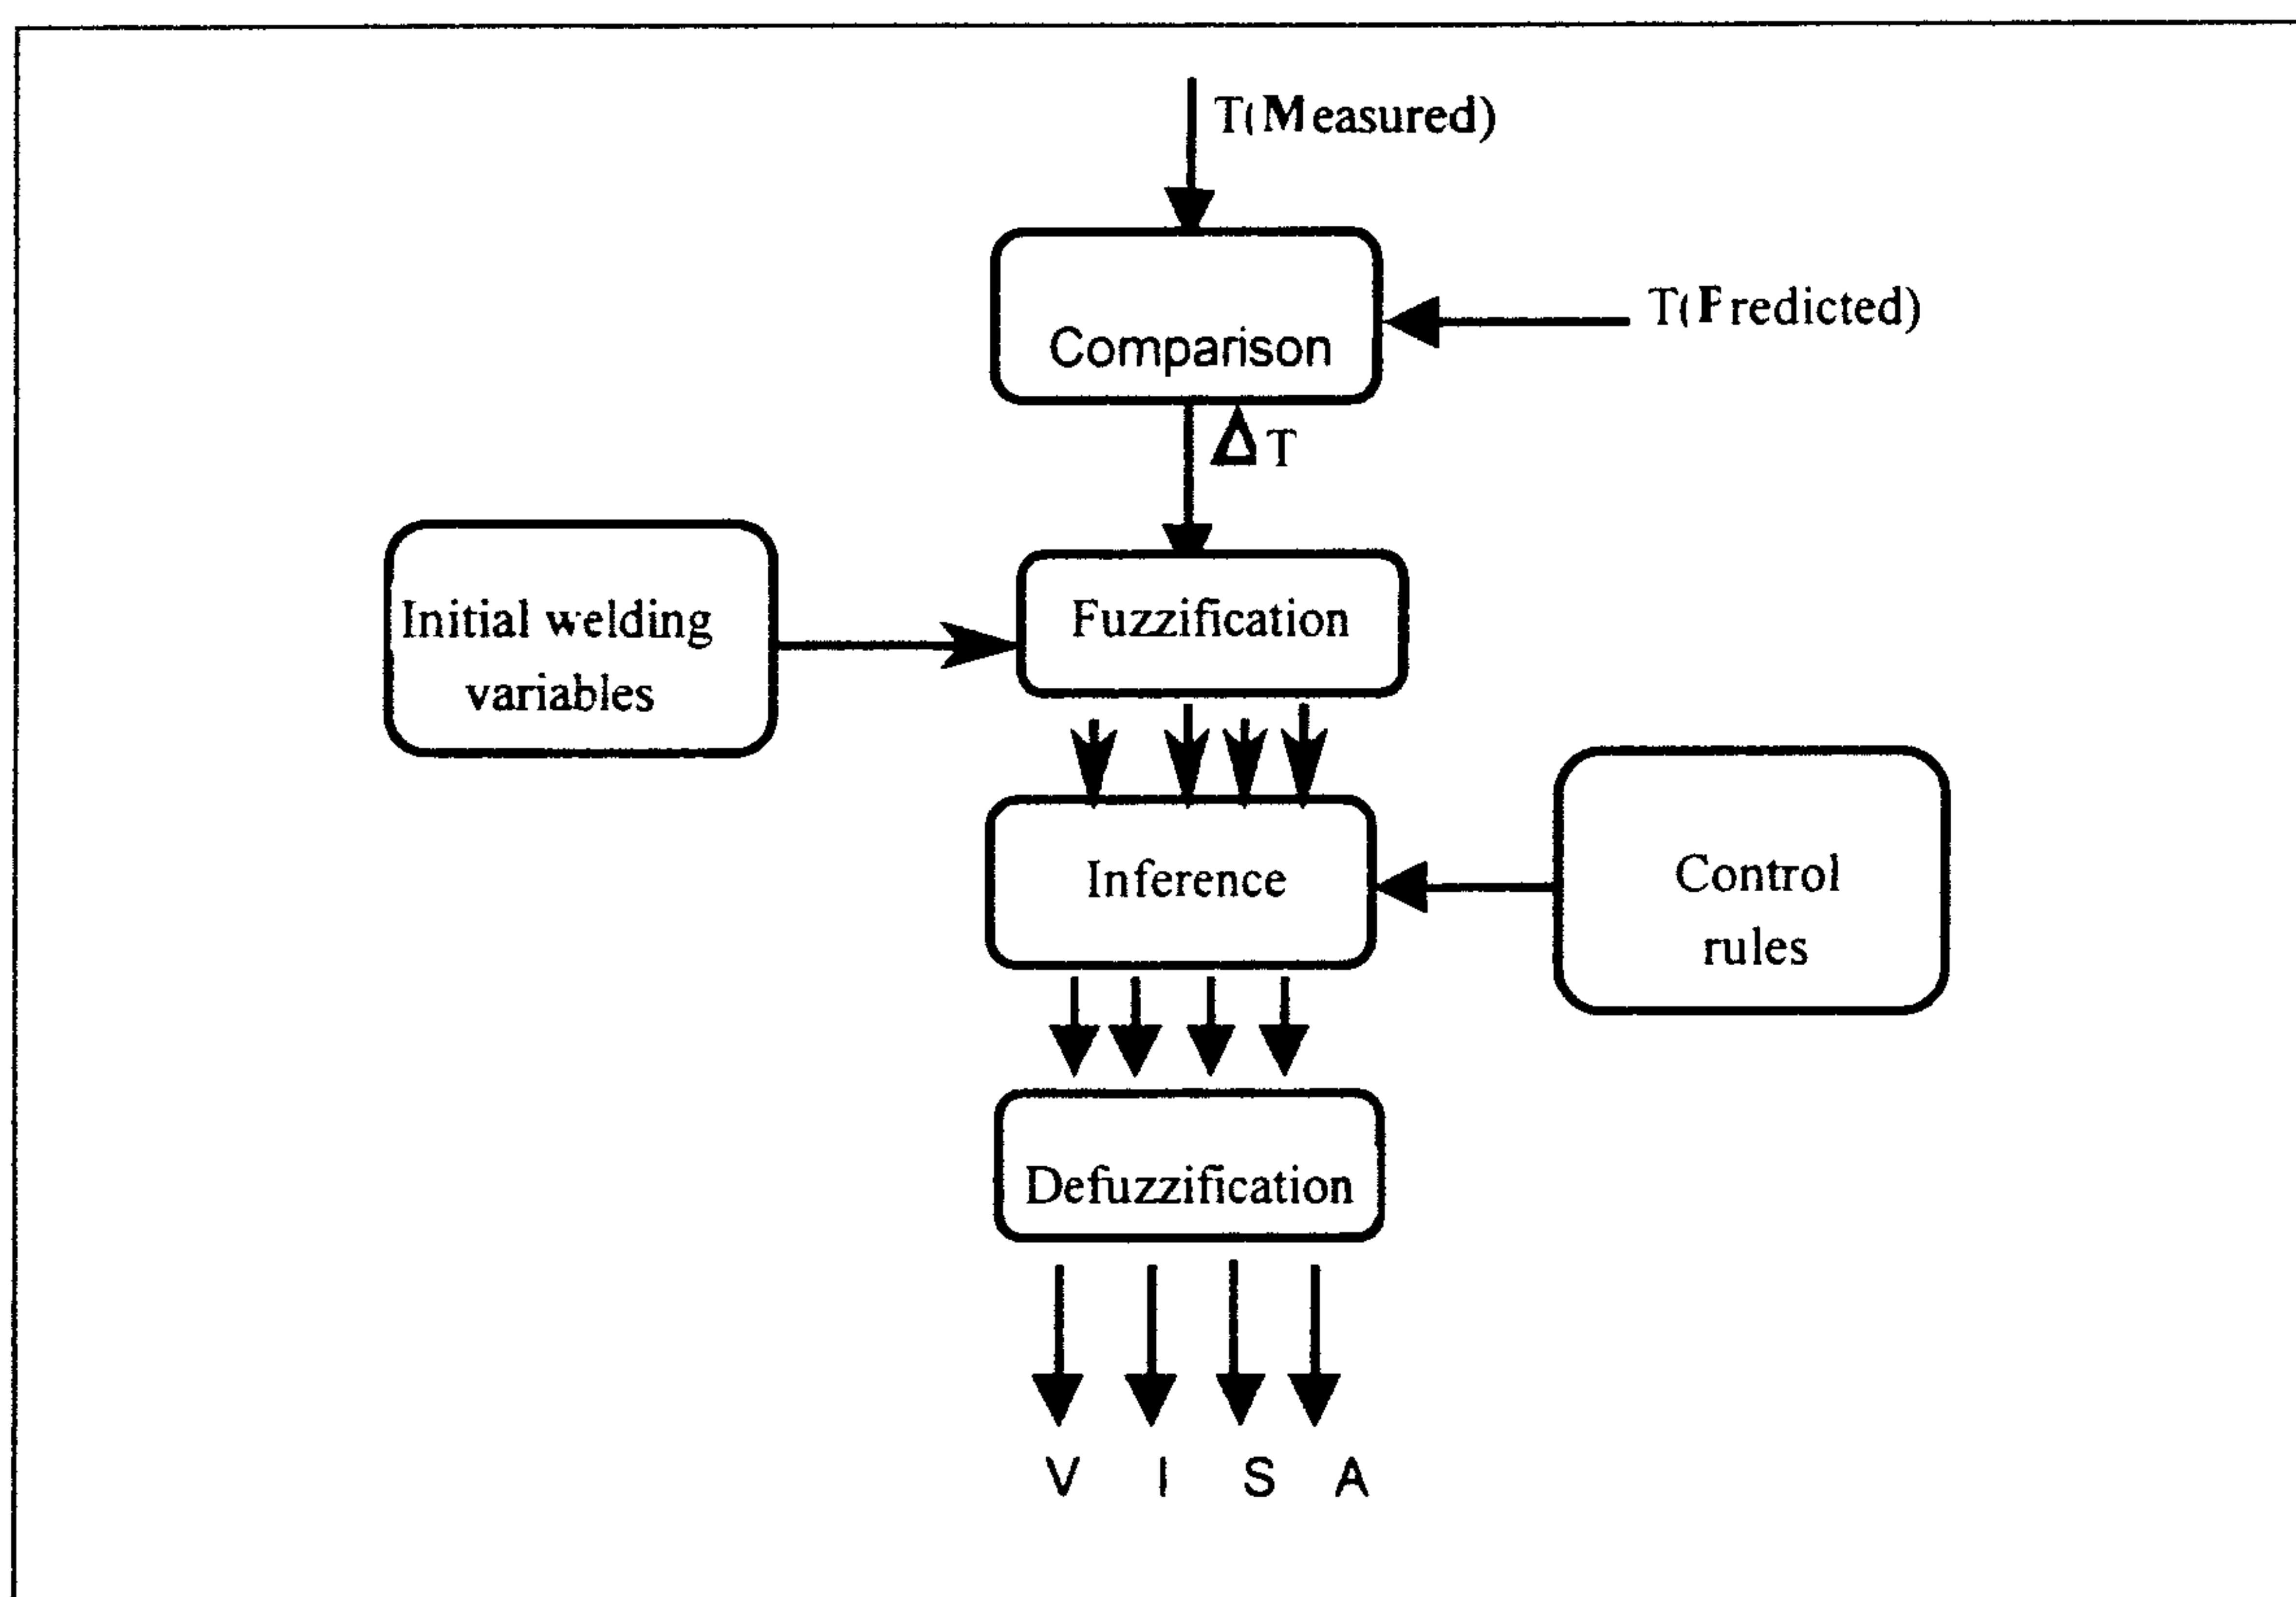 T(Measured)
T(Predicted)
Comparison
ΔT
Initial welding
variables
Fuzzification
Inference
Control
rules
Defuzzification
V I S A